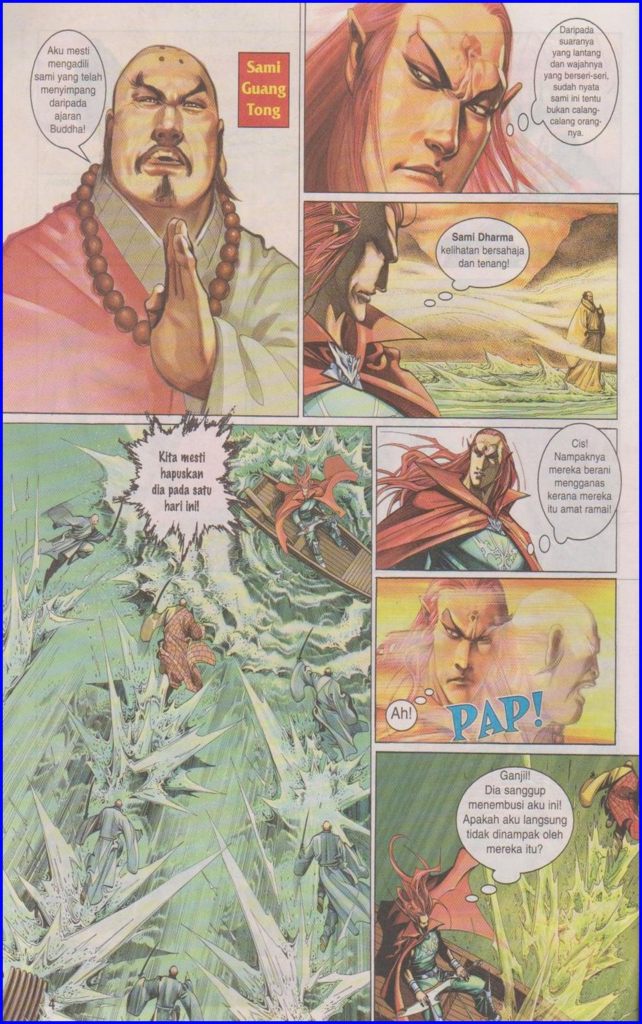 Aku mesti
mengadili
sami yang telah
menyimpang
daripada
ajaran
Buddha!
Sami
Guang
Tong
Daripada
suaranya
yang lantang
dan wajahnya
yang berseri-seri,
sudah nyata
sami ini tentu
bukan calang-
calang orang-
nya.
Sami Dharma
kelihatan bersahaja
dan tenang!
Kita mesti
hapuskan
dia pada satu
hari ini!
Cis!
Nampaknya
mereka berani
mengganas
kerana mereka
itu amat ramai!
Ah!
PAP!
Ganjil!
Dia sanggup
menembusi aku ini!
Apakah aku langsung
tidak dinampak oleh
mereka itu?
4